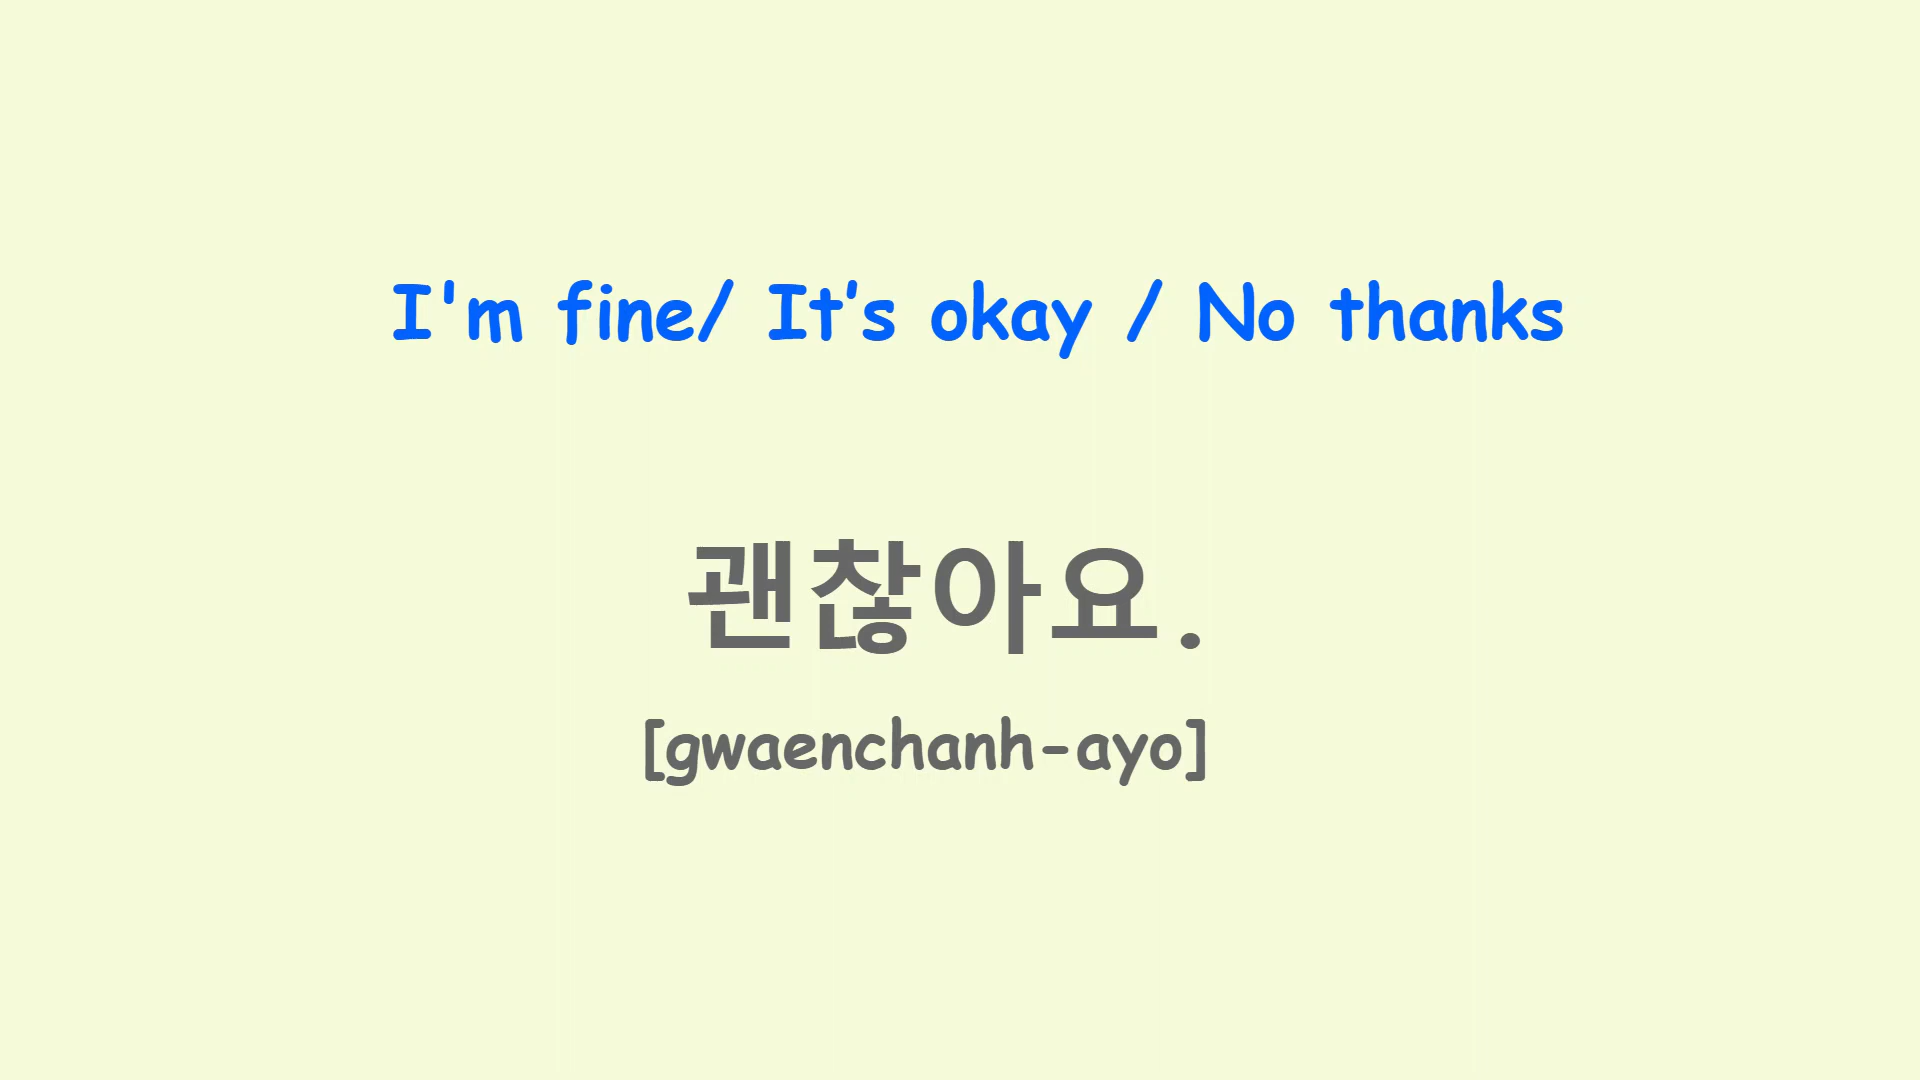 I'm fine/ It's okay / No thanks
괜찮아요.
[gwaenchanh-ayo]